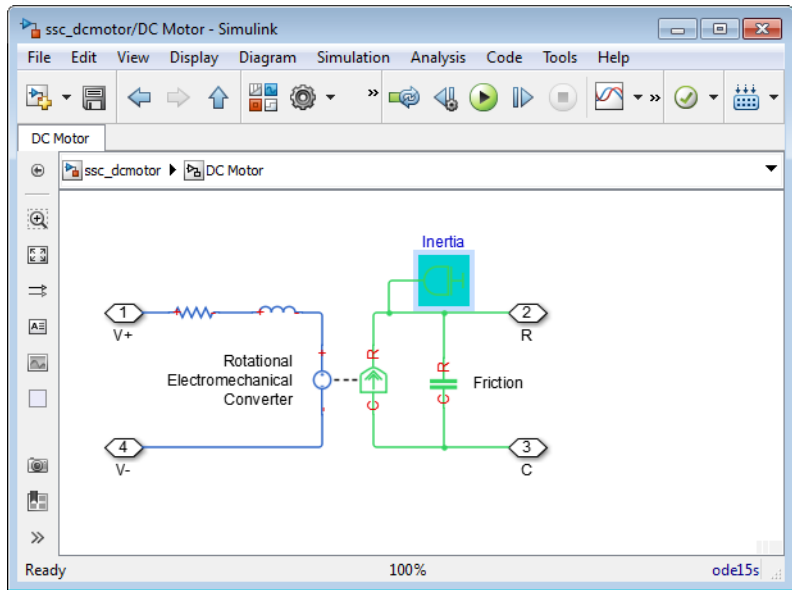 ssc_dcmotor/DC Motor - Simulink
File Edit View Display Diagram Simulation Analysis Code Tools Help
» »
DC Motor
ssc_dcmotor DC Motor
Inertia
1
V+
2
R
Rotational
Electromechanical
Converter
+
-
R
C
R
C
Friction
4
V-
3
C
A
»
Ready 100% ode15s